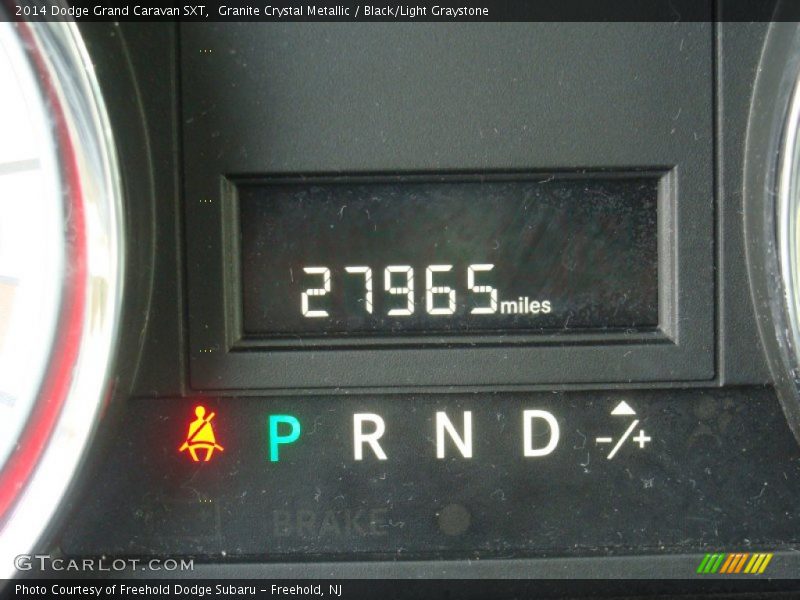 2014 Dodge Grand Caravan SXT,  Granite Crystal Metallic / Black/Light Graystone
27965 miles
P R N D -/+
BRAKE
GTCARLOT.COM
Photo Courtesy of Freehold Dodge Subaru – Freehold, NJ